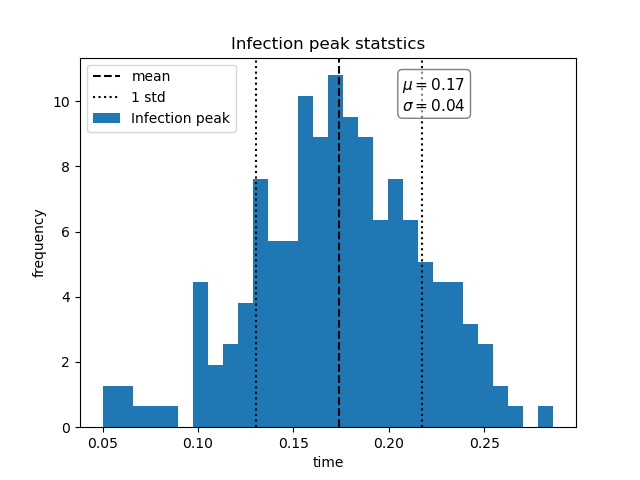 Infection peak statstics
mean
1 std
Infection peak
μ = 0.17
σ = 0.04
frequency
10
8
6
4
2
0
0.05 0.10 0.15 0.20 0.25
time